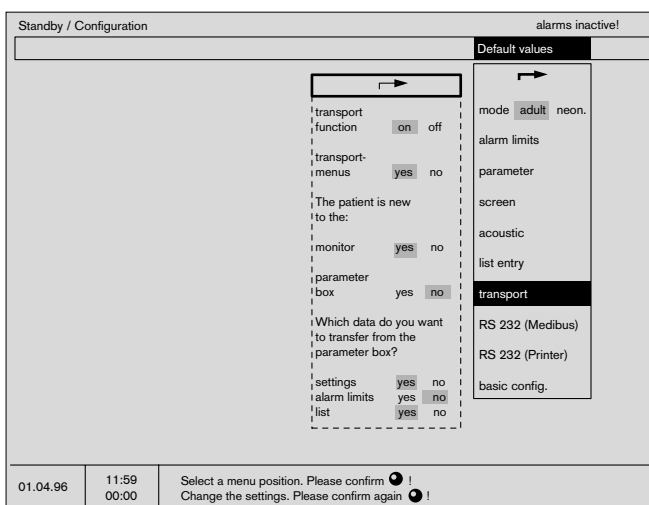 Standby / Configuration
alarms inactive!
Default values
transport
function on off
transport-
menus yes no
The patient is new
to the:
monitor yes no
parameter
box yes no
Which data do you want
to transfer from the
parameter box?
settings yes no
alarm limits yes no
list yes no
mode adult neon.
alarm limits
parameter
screen
acoustic
list entry
transport
RS 232 (Medibus)
RS 232 (Printer)
basic config.
01.04.96
11:59
00:00
Select a menu position. Please confirm !
Change the settings. Please confirm again !